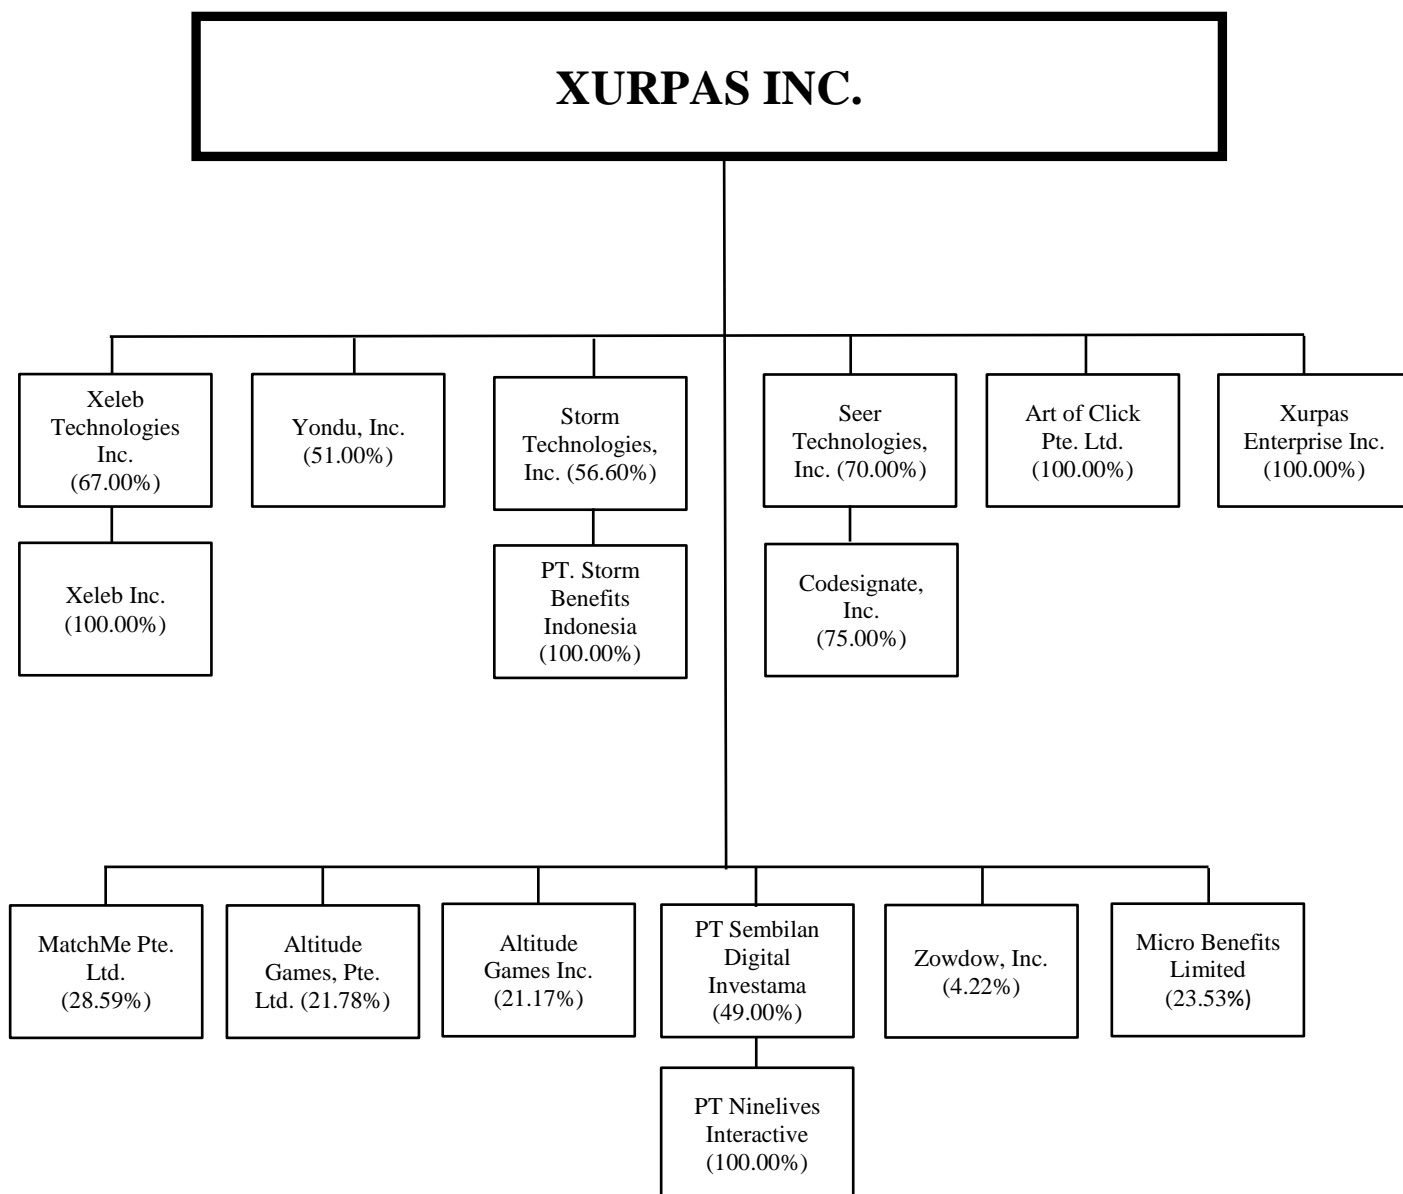 XURPAS INC.
Xeleb
Technologies
Inc.
(67.00%)
Yondu, Inc.
(51.00%)
Storm
Technologies,
Inc. (56.60%)
Seer
Technologies,
Inc. (70.00%)
Art of Click
Pte. Ltd.
(100.00%)
Xurpas
Enterprise Inc.
(100.00%)
Xeleb Inc.
(100.00%)
PT. Storm
Benefits
Indonesia
(100.00%)
Codesignate,
Inc.
(75.00%)
MatchMe Pte.
Ltd.
(28.59%)
Altitude
Games, Pte.
Ltd. (21.78%)
Altitude
Games Inc.
(21.17%)
PT Sembilan
Digital
Investama
(49.00%)
Zowdow, Inc.
(4.22%)
Micro Benefits
Limited
(23.53%)
PT Ninelives
Interactive
(100.00%)